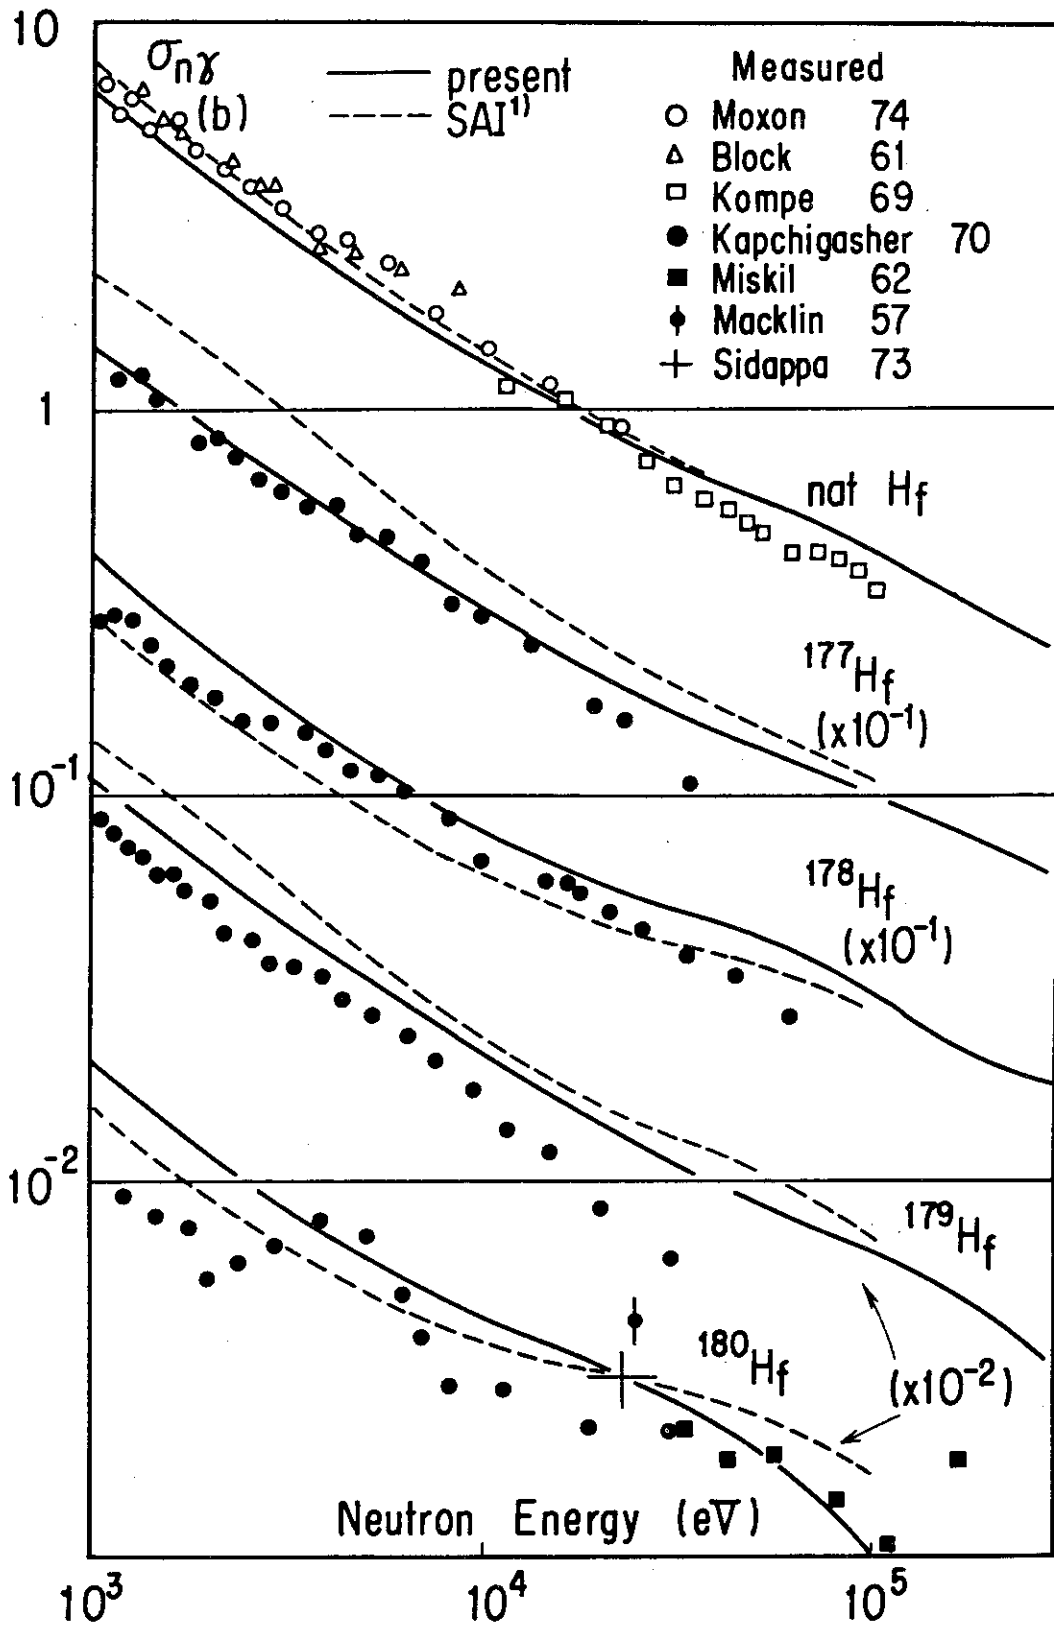 10
σnγ
(b)
present
SAI¹⁾
Measured
Moxon 74
Block 61
Kompe 69
Kapchigasher 70
Miskil 62
Macklin 57
Sidappa 73
1
nat Hf
¹⁷⁷Hf
(x10⁻¹)
10⁻¹
¹⁷⁸Hf
(x10⁻¹)
10⁻²
¹⁷⁹Hf
¹⁸⁰Hf
(x10⁻²)
Neutron Energy (eV)
10³
10⁴
10⁵